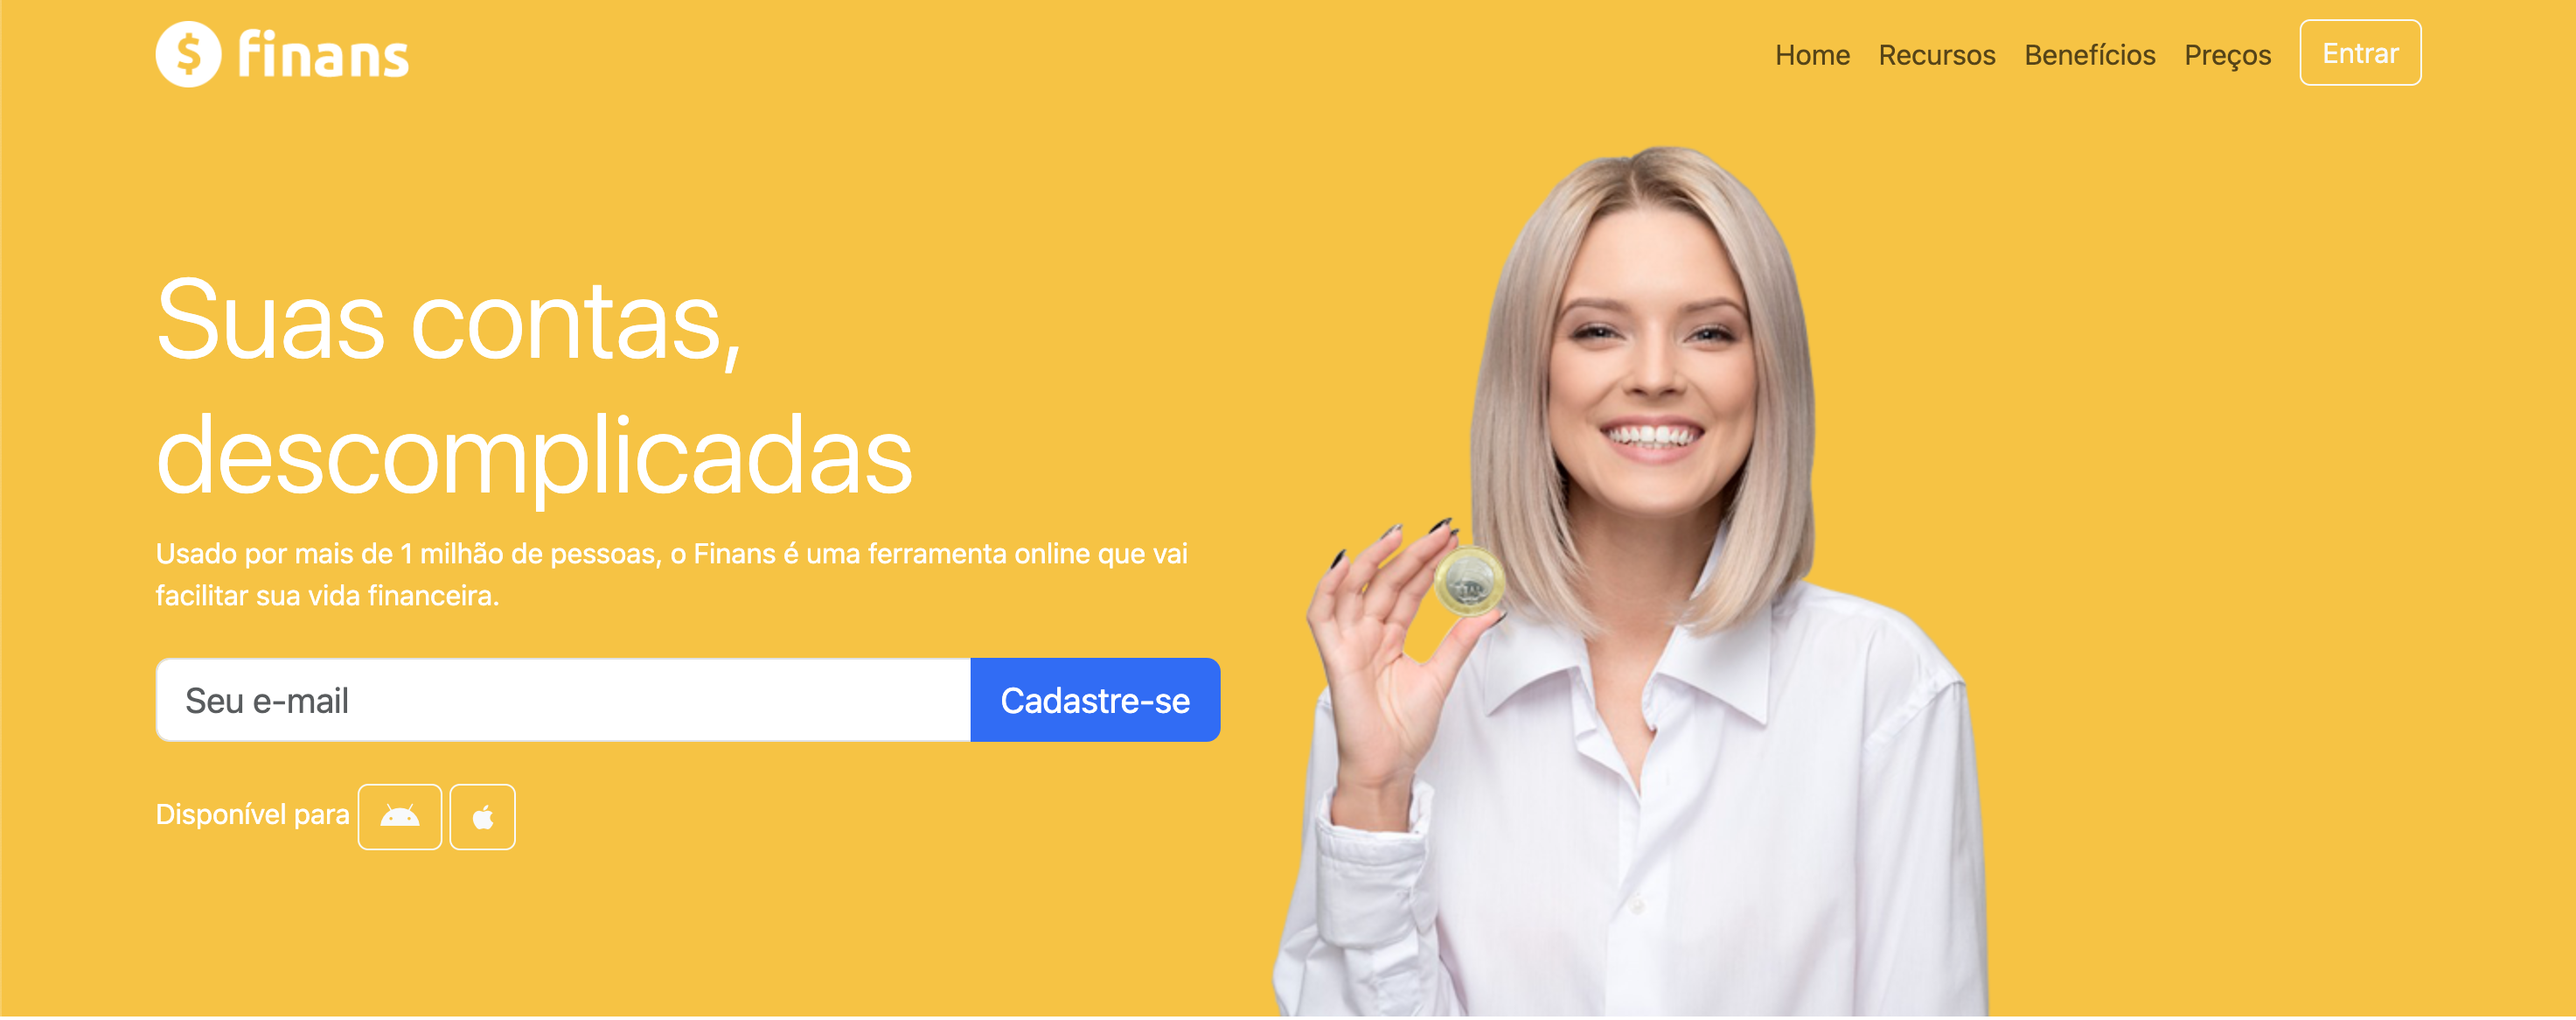 $ finans
Home Recursos Benefícios Preços Entrar
Suas contas,
descomplicadas
Usado por mais de 1 milhão de pessoas, o Finans é uma ferramenta online que vai
facilitar sua vida financeira.
Seu e-mail Cadastre-se
Disponível para